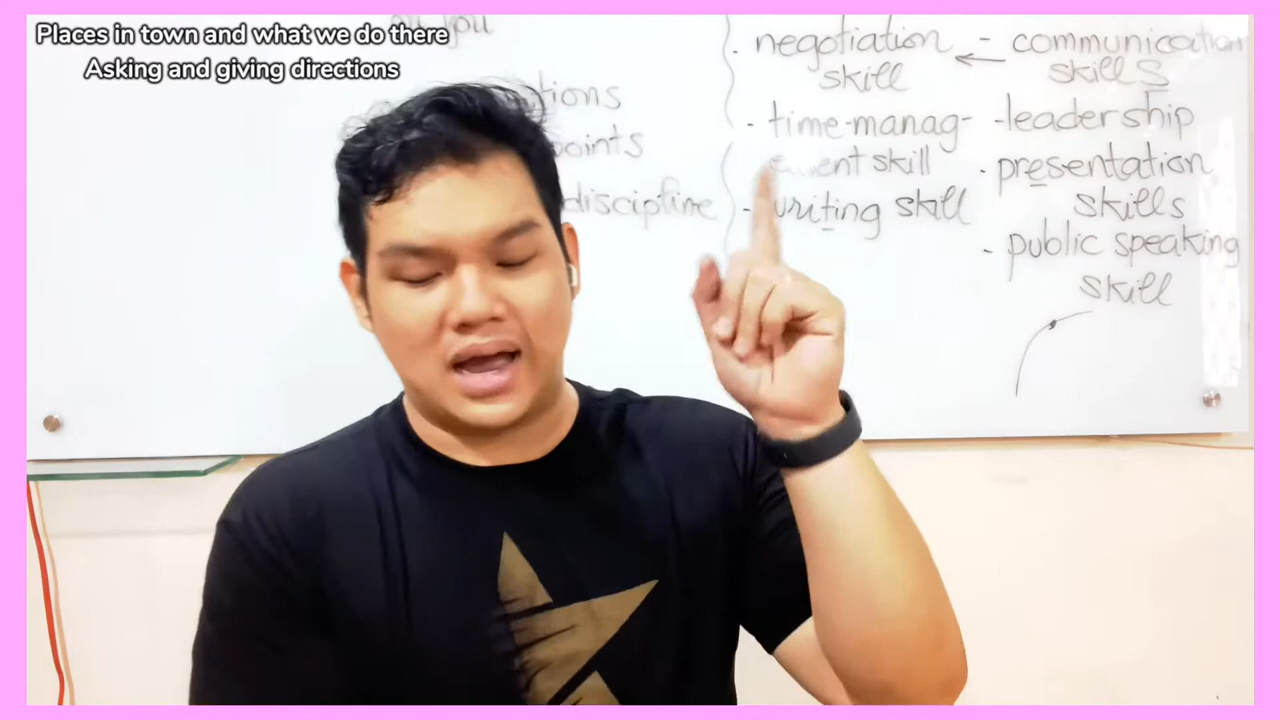 Places in town and what we do there
Asking and giving directions
you
points
discipline
- negotiation
skill
- time-manag-
ement skill
- writing skill
- communication
skills
- leadership
- presentation
skills
- public speaking
skill